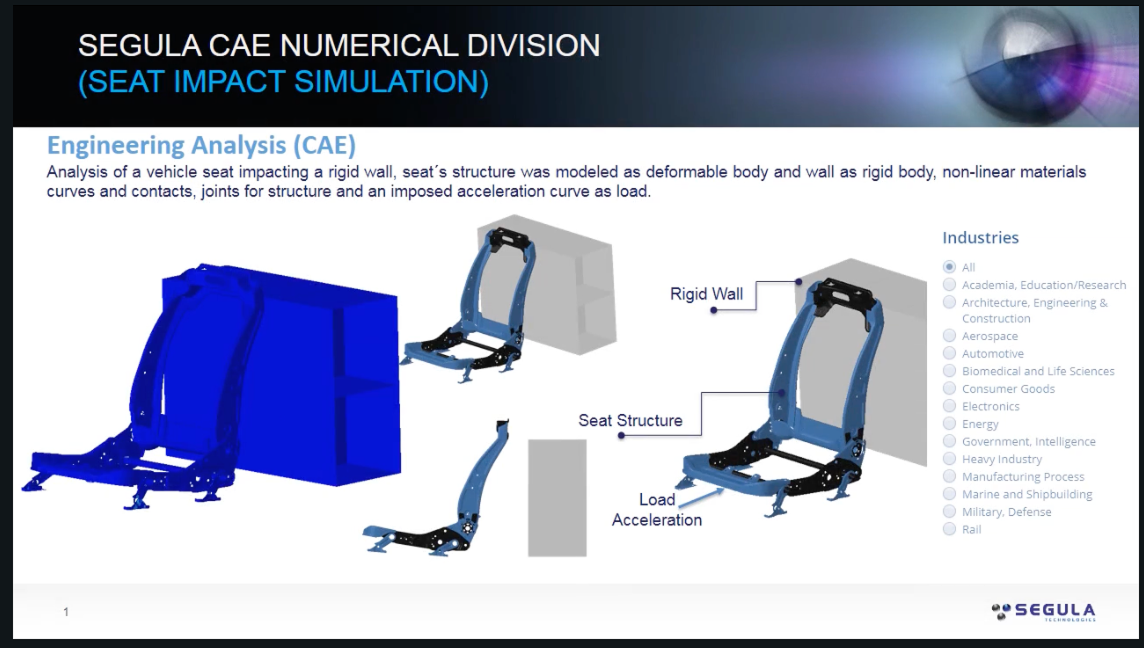 SEGULA CAE NUMERICAL DIVISION
(SEAT IMPACT SIMULATION)
Engineering Analysis (CAE)
Analysis of a vehicle seat impacting a rigid wall, seat´s structure was modeled as deformable body and wall as rigid body, non-linear materials
curves and contacts, joints for structure and an imposed acceleration curve as load.
Rigid Wall
Seat Structure
Load
Acceleration
Industries
All
Academia, Education/Research
Architecture, Engineering &
Construction
Aerospace
Automotive
Biomedical and Life Sciences
Consumer Goods
Electronics
Energy
Government, Intelligence
Heavy Industry
Manufacturing Process
Marine and Shipbuilding
Military, Defense
Rail
1
SEGULA
TECHNOLOGIES